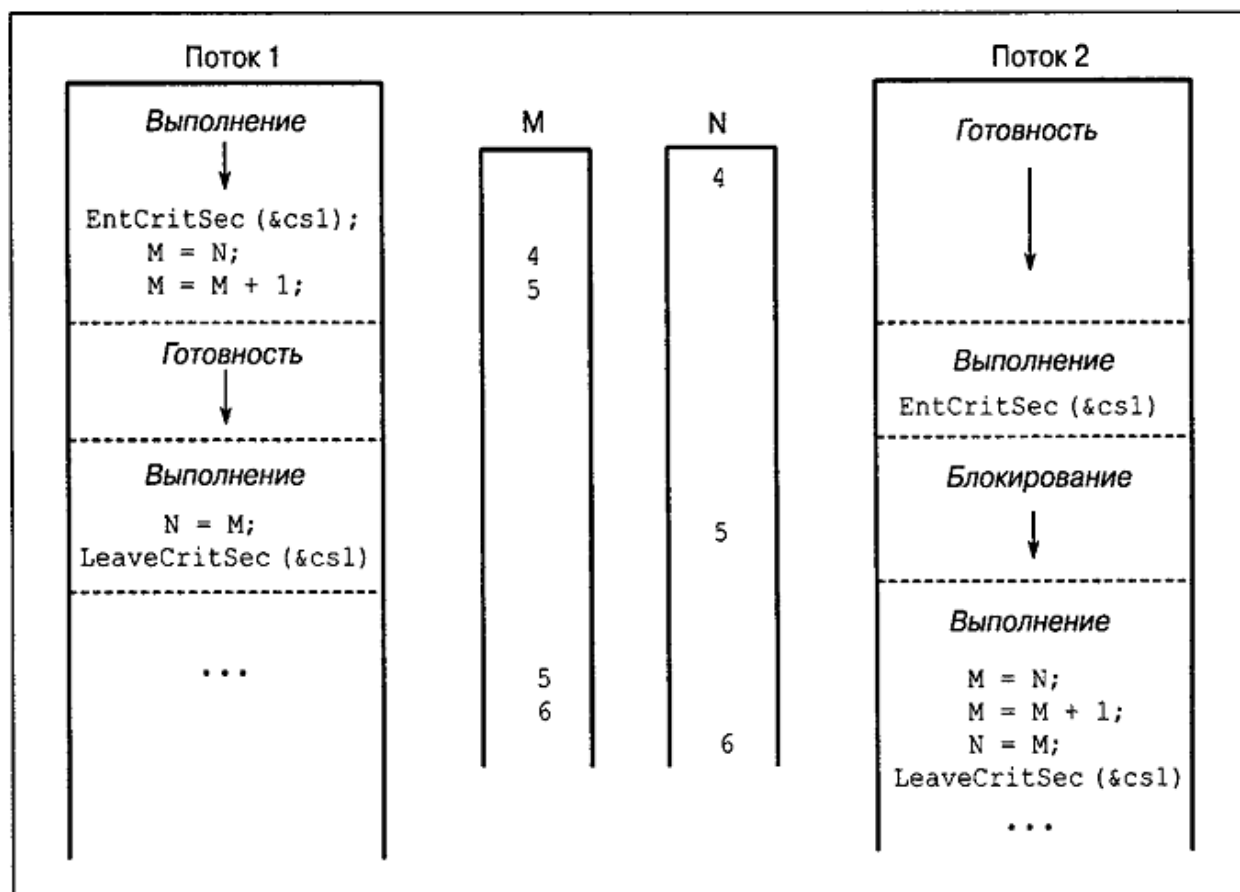 Поток 1
Выполнение
EntCritSec (&cs1);
M = N;
M = M + 1;
Готовность
Выполнение
N = M;
LeaveCritSec (&cs1)
...
M
4
5
5
6
N
4
5
6
Поток 2
Готовность
Выполнение
EntCritSec (&cs1)
Блокирование
Выполнение
M = N;
M = M + 1;
N = M;
LeaveCritSec (&cs1)
...